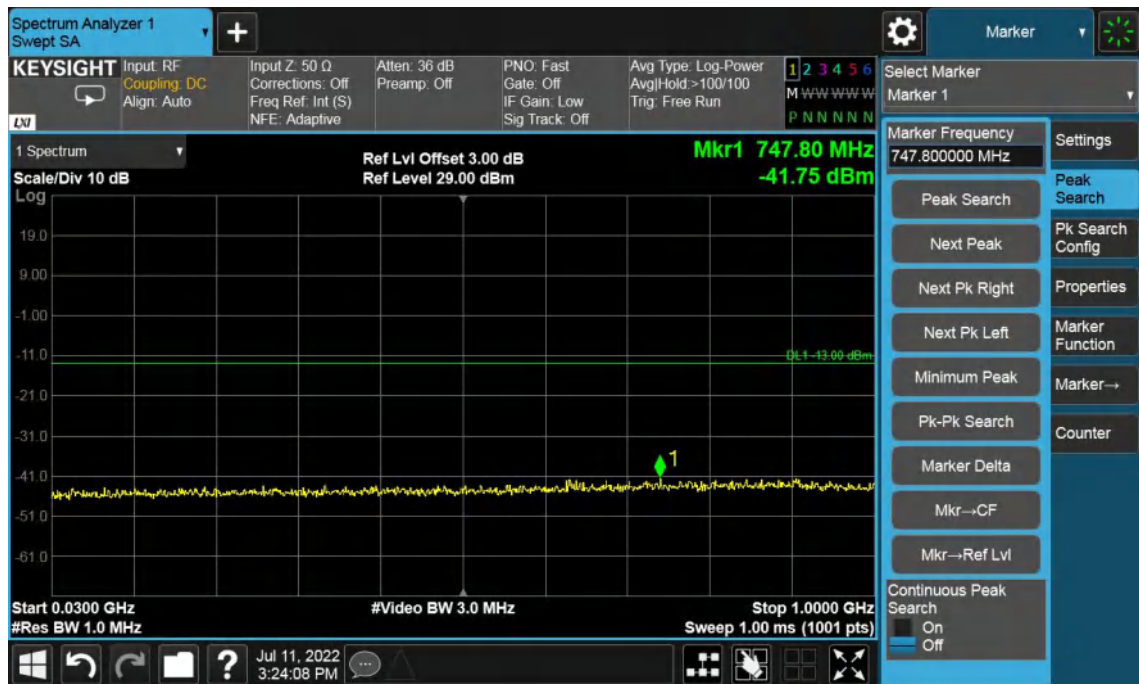 Spectrum Analyzer 1
Swept SA
+
Marker
KEYSIGHT
LXI
Input: RF
Coupling: DC
Align: Auto
Input Z: 50 Ω
Corrections: Off
Freq Ref: Int (S)
NFE: Adaptive
Atten: 36 dB
Preamp: Off
PNO: Fast
Gate: Off
IF Gain: Low
Sig Track: Off
Avg Type: Log-Power
Avg|Hold:>100/100
Trig: Free Run
1 2 3 4 5 6
M W W W W W
P N N N N N
Select Marker
Marker 1
1 Spectrum
Scale/Div 10 dB
Log
Ref Lvl Offset 3.00 dB
Ref Level 29.00 dBm
Mkr1 747.80 MHz
-41.75 dBm
19.0
9.00
-1.00
-11.0
-21.0
-31.0
-41.0
-51.0
-61.0
DL1 -13.00 dBm
1
Start 0.0300 GHz
#Res BW 1.0 MHz
#Video BW 3.0 MHz
Stop 1.0000 GHz
Sweep 1.00 ms (1001 pts)
Marker Frequency
747.800000 MHz
Peak Search
Next Peak
Next Pk Right
Next Pk Left
Minimum Peak
Pk-Pk Search
Marker Delta
Mkr→CF
Mkr→Ref Lvl
Continuous Peak
Search
On
Off
Settings
Peak
Search
Pk Search
Config
Properties
Marker
Function
Marker→
Counter
?
Jul 11, 2022
3:24:08 PM